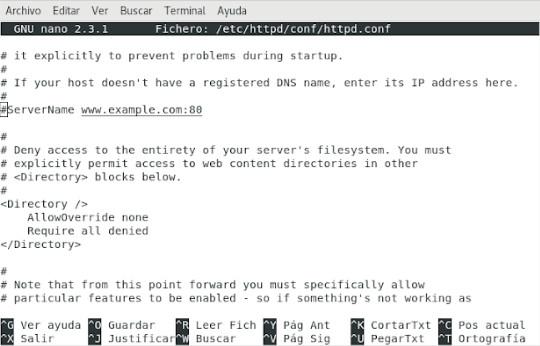 Archivo Editar Ver Buscar Terminal Ayuda
GNU nano 2.3.1 Fichero: /etc/httpd/conf/httpd.conf
# it explicitly to prevent problems during startup.
#
# If your host doesn't have a registered DNS name, enter its IP address here.
#
#ServerName www.example.com:80
#
# Deny access to the entirety of your server's filesystem. You must
# explicitly permit access to web content directories in other
# <Directory> blocks below.
#
<Directory />
    AllowOverride none
    Require all denied
</Directory>
#
# Note that from this point forward you must specifically allow
# particular features to be enabled - so if something's not working as
^G Ver ayuda ^O Guardar ^R Leer Fich ^Y Pág Ant ^K CortarTxt ^C Pos actual
^X Salir ^J Justificar ^W Buscar ^V Pág Sig ^U PegarTxt ^T Ortografía